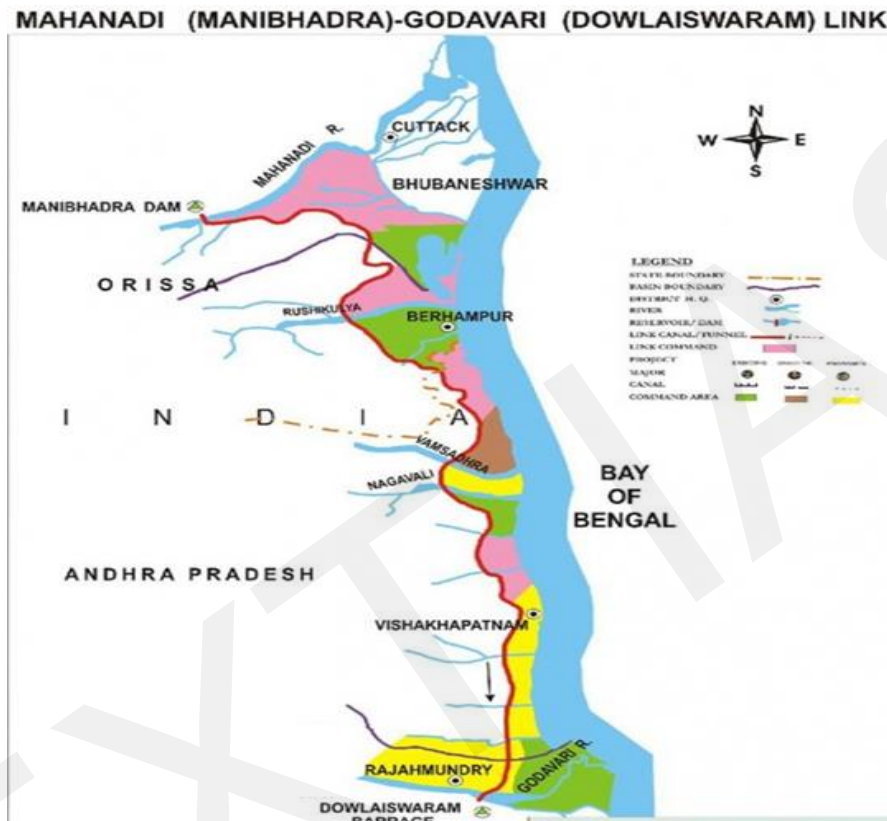 MAHANADI (MANIBHADRA)-GODAVARI (DOWLAISWARAM) LINK
N
W E
S
CUTTACK
MAHANADI R.
BHUBANESHWAR
MANIBHADRA DAM
ORISSA
RUSHIKULYA
BERHAMPUR
LEGEND
STATE BOUNDARY
BASIN BOUNDARY
DISTRICT H. Q.
RIVER
RESERVOIR/ DAM
LINK CANAL/TUNNEL
LINK COMMAND
PROJECT
MAJOR
CANAL
COMMAND AREA
INDIA
VAMSADHRA
NAGAVALI
BAY
OF
BENGAL
ANDHRA PRADESH
VISHAKHAPATNAM
RAJAHMUNDRY
GODAVARI R.
DOWLAISWARAM
BARRAGE
XTIAS